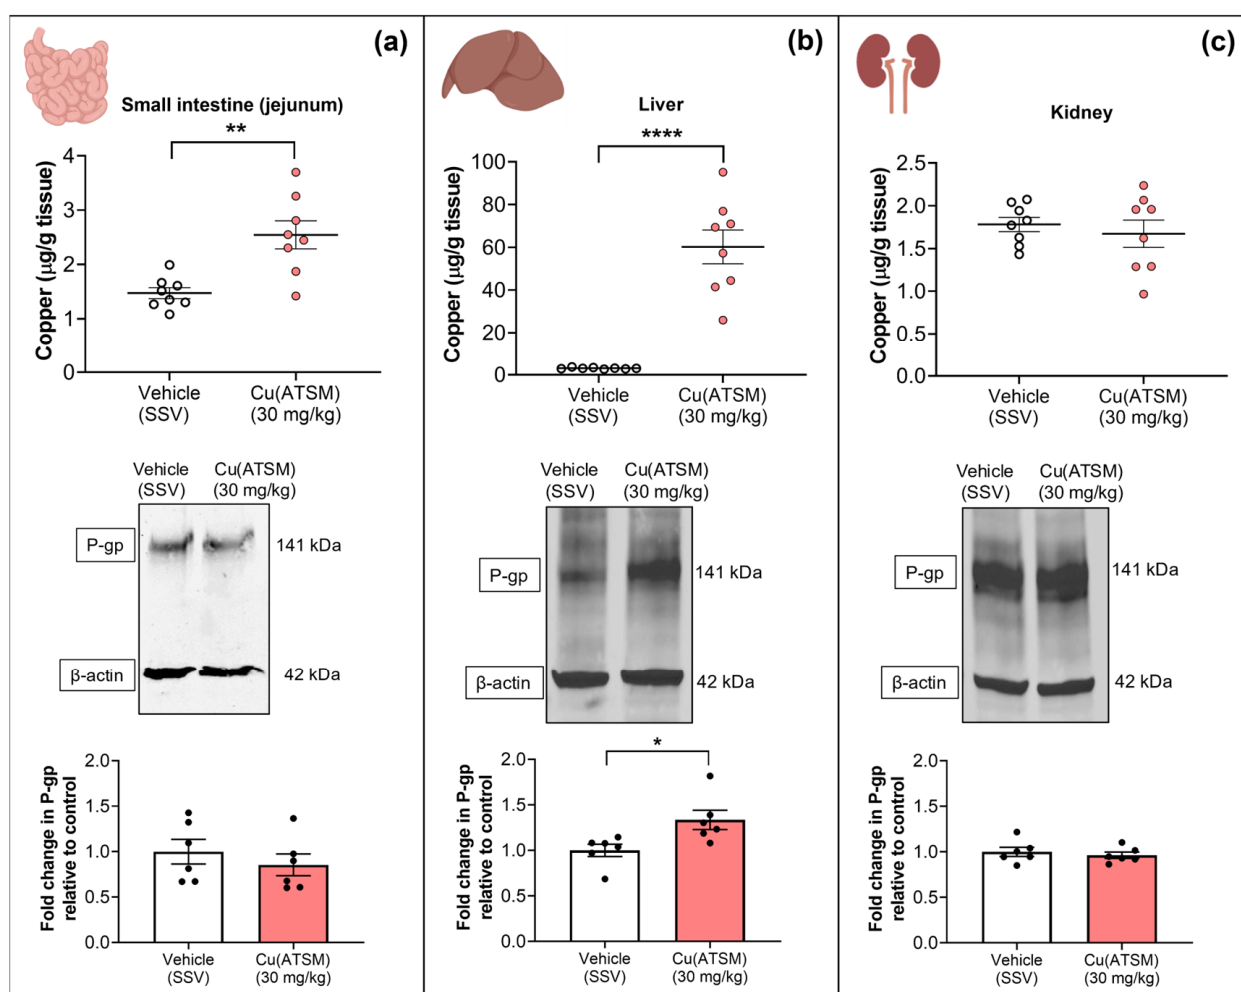 (a)
Small intestine (jejunum)
**
Copper (µg/g tissue)
4
3
2
1
0
Vehicle
(SSV)
Cu(ATSM)
(30 mg/kg)
Vehicle
(SSV)
Cu(ATSM)
(30 mg/kg)
P-gp
141 kDa
β-actin
42 kDa
Fold change in P-gp
relative to control
2.0
1.5
1.0
0.5
0.0
Vehicle
(SSV)
Cu(ATSM)
(30 mg/kg)
(b)
Liver
****
Copper (µg/g tissue)
100
80
60
40
20
0
Vehicle
(SSV)
Cu(ATSM)
(30 mg/kg)
Vehicle
(SSV)
Cu(ATSM)
(30 mg/kg)
P-gp
141 kDa
β-actin
42 kDa
*
Fold change in P-gp
relative to control
2.0
1.5
1.0
0.5
0.0
Vehicle
(SSV)
Cu(ATSM)
(30 mg/kg)
(c)
Kidney
Copper (µg/g tissue)
2.5
2.0
1.5
1.0
0.5
0.0
Vehicle
(SSV)
Cu(ATSM)
(30 mg/kg)
Vehicle
(SSV)
Cu(ATSM)
(30 mg/kg)
P-gp
141 kDa
β-actin
42 kDa
Fold change in P-gp
relative to control
2.0
1.5
1.0
0.5
0.0
Vehicle
(SSV)
Cu(ATSM)
(30 mg/kg)